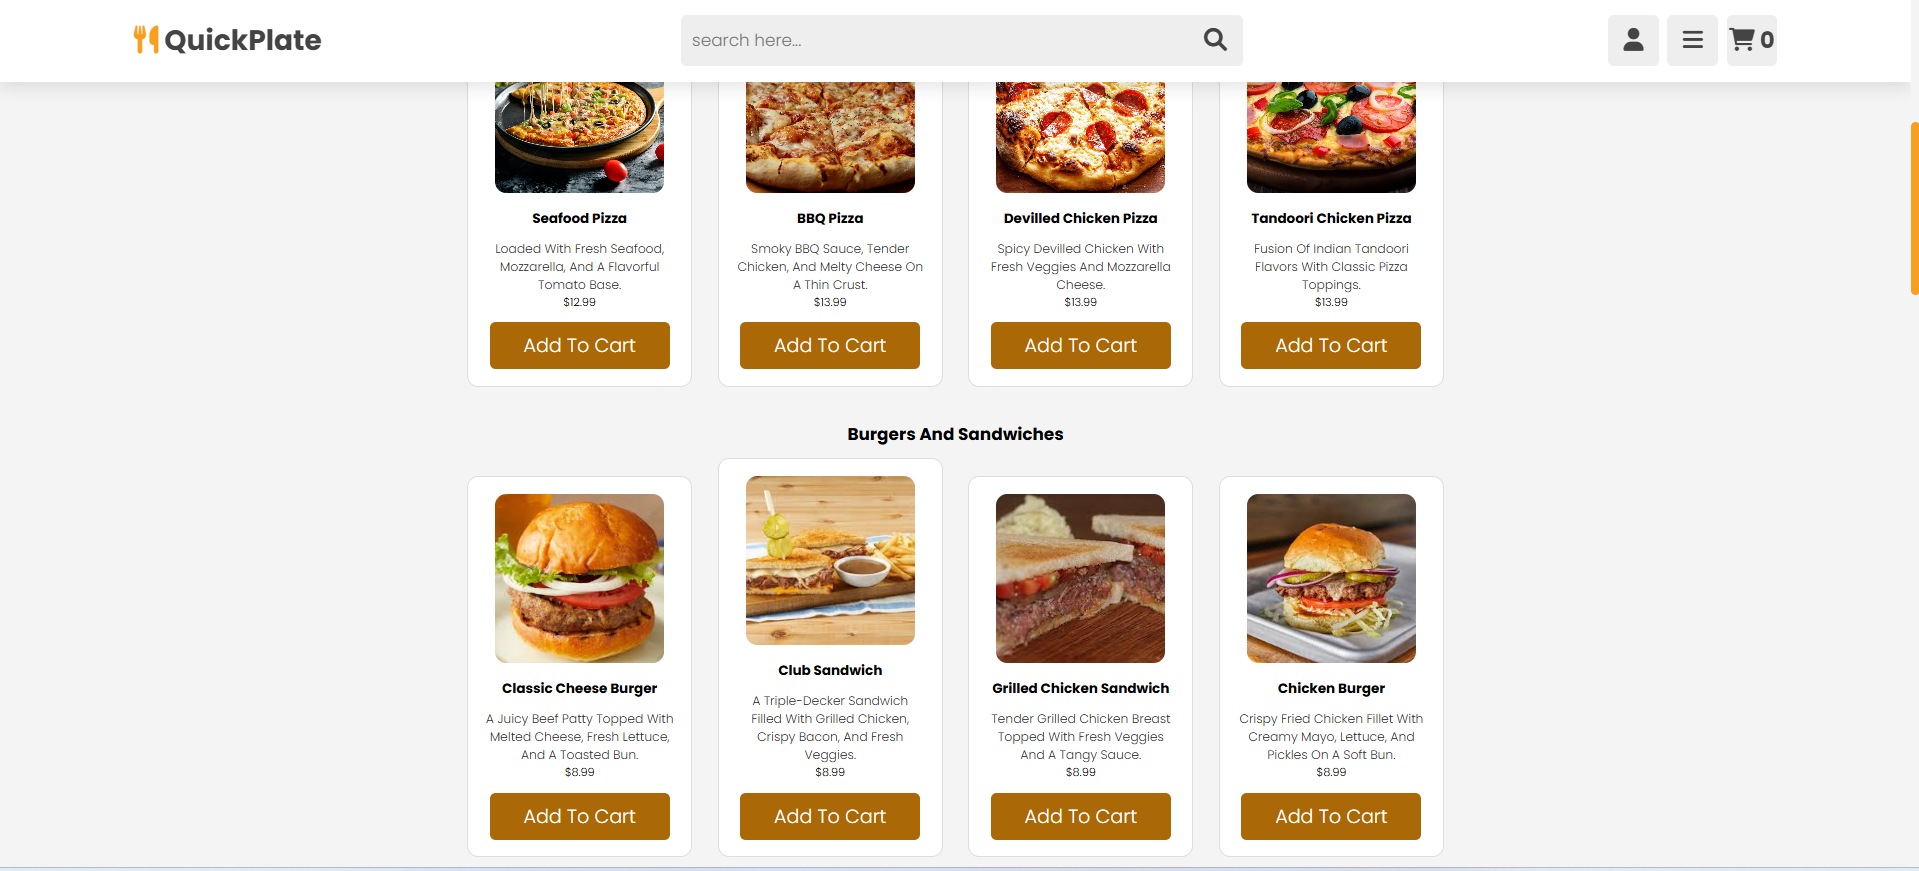 QuickPlate
search here...
0
Seafood Pizza
Loaded With Fresh Seafood,
Mozzarella, And A Flavorful
Tomato Base.
$12.99
Add To Cart
BBQ Pizza
Smoky BBQ Sauce, Tender
Chicken, And Melty Cheese On
A Thin Crust.
$13.99
Add To Cart
Devilled Chicken Pizza
Spicy Devilled Chicken With
Fresh Veggies And Mozzarella
Cheese.
$13.99
Add To Cart
Tandoori Chicken Pizza
Fusion Of Indian Tandoori
Flavors With Classic Pizza
Toppings.
$13.99
Add To Cart
Burgers And Sandwiches
Classic Cheese Burger
A Juicy Beef Patty Topped With
Melted Cheese, Fresh Lettuce,
And A Toasted Bun.
$8.99
Add To Cart
Club Sandwich
A Triple-Decker Sandwich
Filled With Grilled Chicken,
Crispy Bacon, And Fresh
Veggies.
$8.99
Add To Cart
Grilled Chicken Sandwich
Tender Grilled Chicken Breast
Topped With Fresh Veggies
And A Tangy Sauce.
$8.99
Add To Cart
Chicken Burger
Crispy Fried Chicken Fillet With
Creamy Mayo, Lettuce, And
Pickles On A Soft Bun.
$8.99
Add To Cart